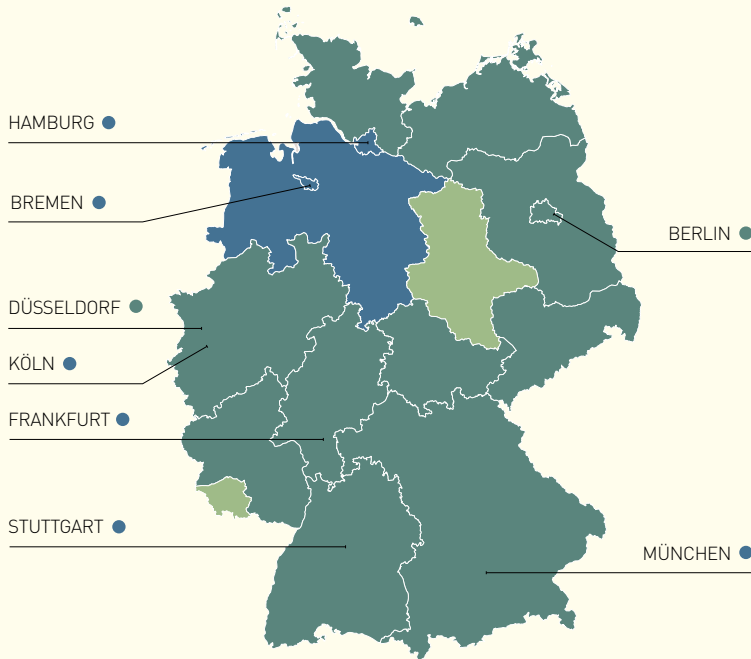 HAMBURG
BREMEN
BERLIN
DÜSSELDORF
KÖLN
FRANKFURT
STUTTGART
MÜNCHEN